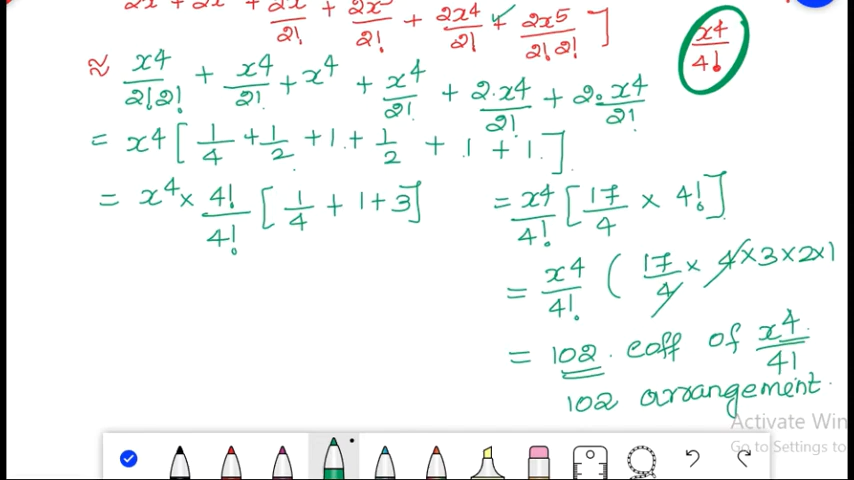 2x + 2x + 2x/2! + 2x/2! + 2x4/2! + 2x5/2!2! ]
x4/4!
≈ x4/2!2! + x4/2! + x4 + x4/2! + 2.x4/2! + 2.x4/2!
= x4 [ 1/4 + 1/2 + 1. + 1/2 + 1 + 1. ]
= x4 × 4!/4! [ 1/4 + 1 + 3 ]
= x4/4! [ 17/4 × 4! ]
= x4/4! ( 17/4 × 4×3×2×1
= 102 . coff of x4/4!
102 arrangement.
Activate Win
Go to Settings to